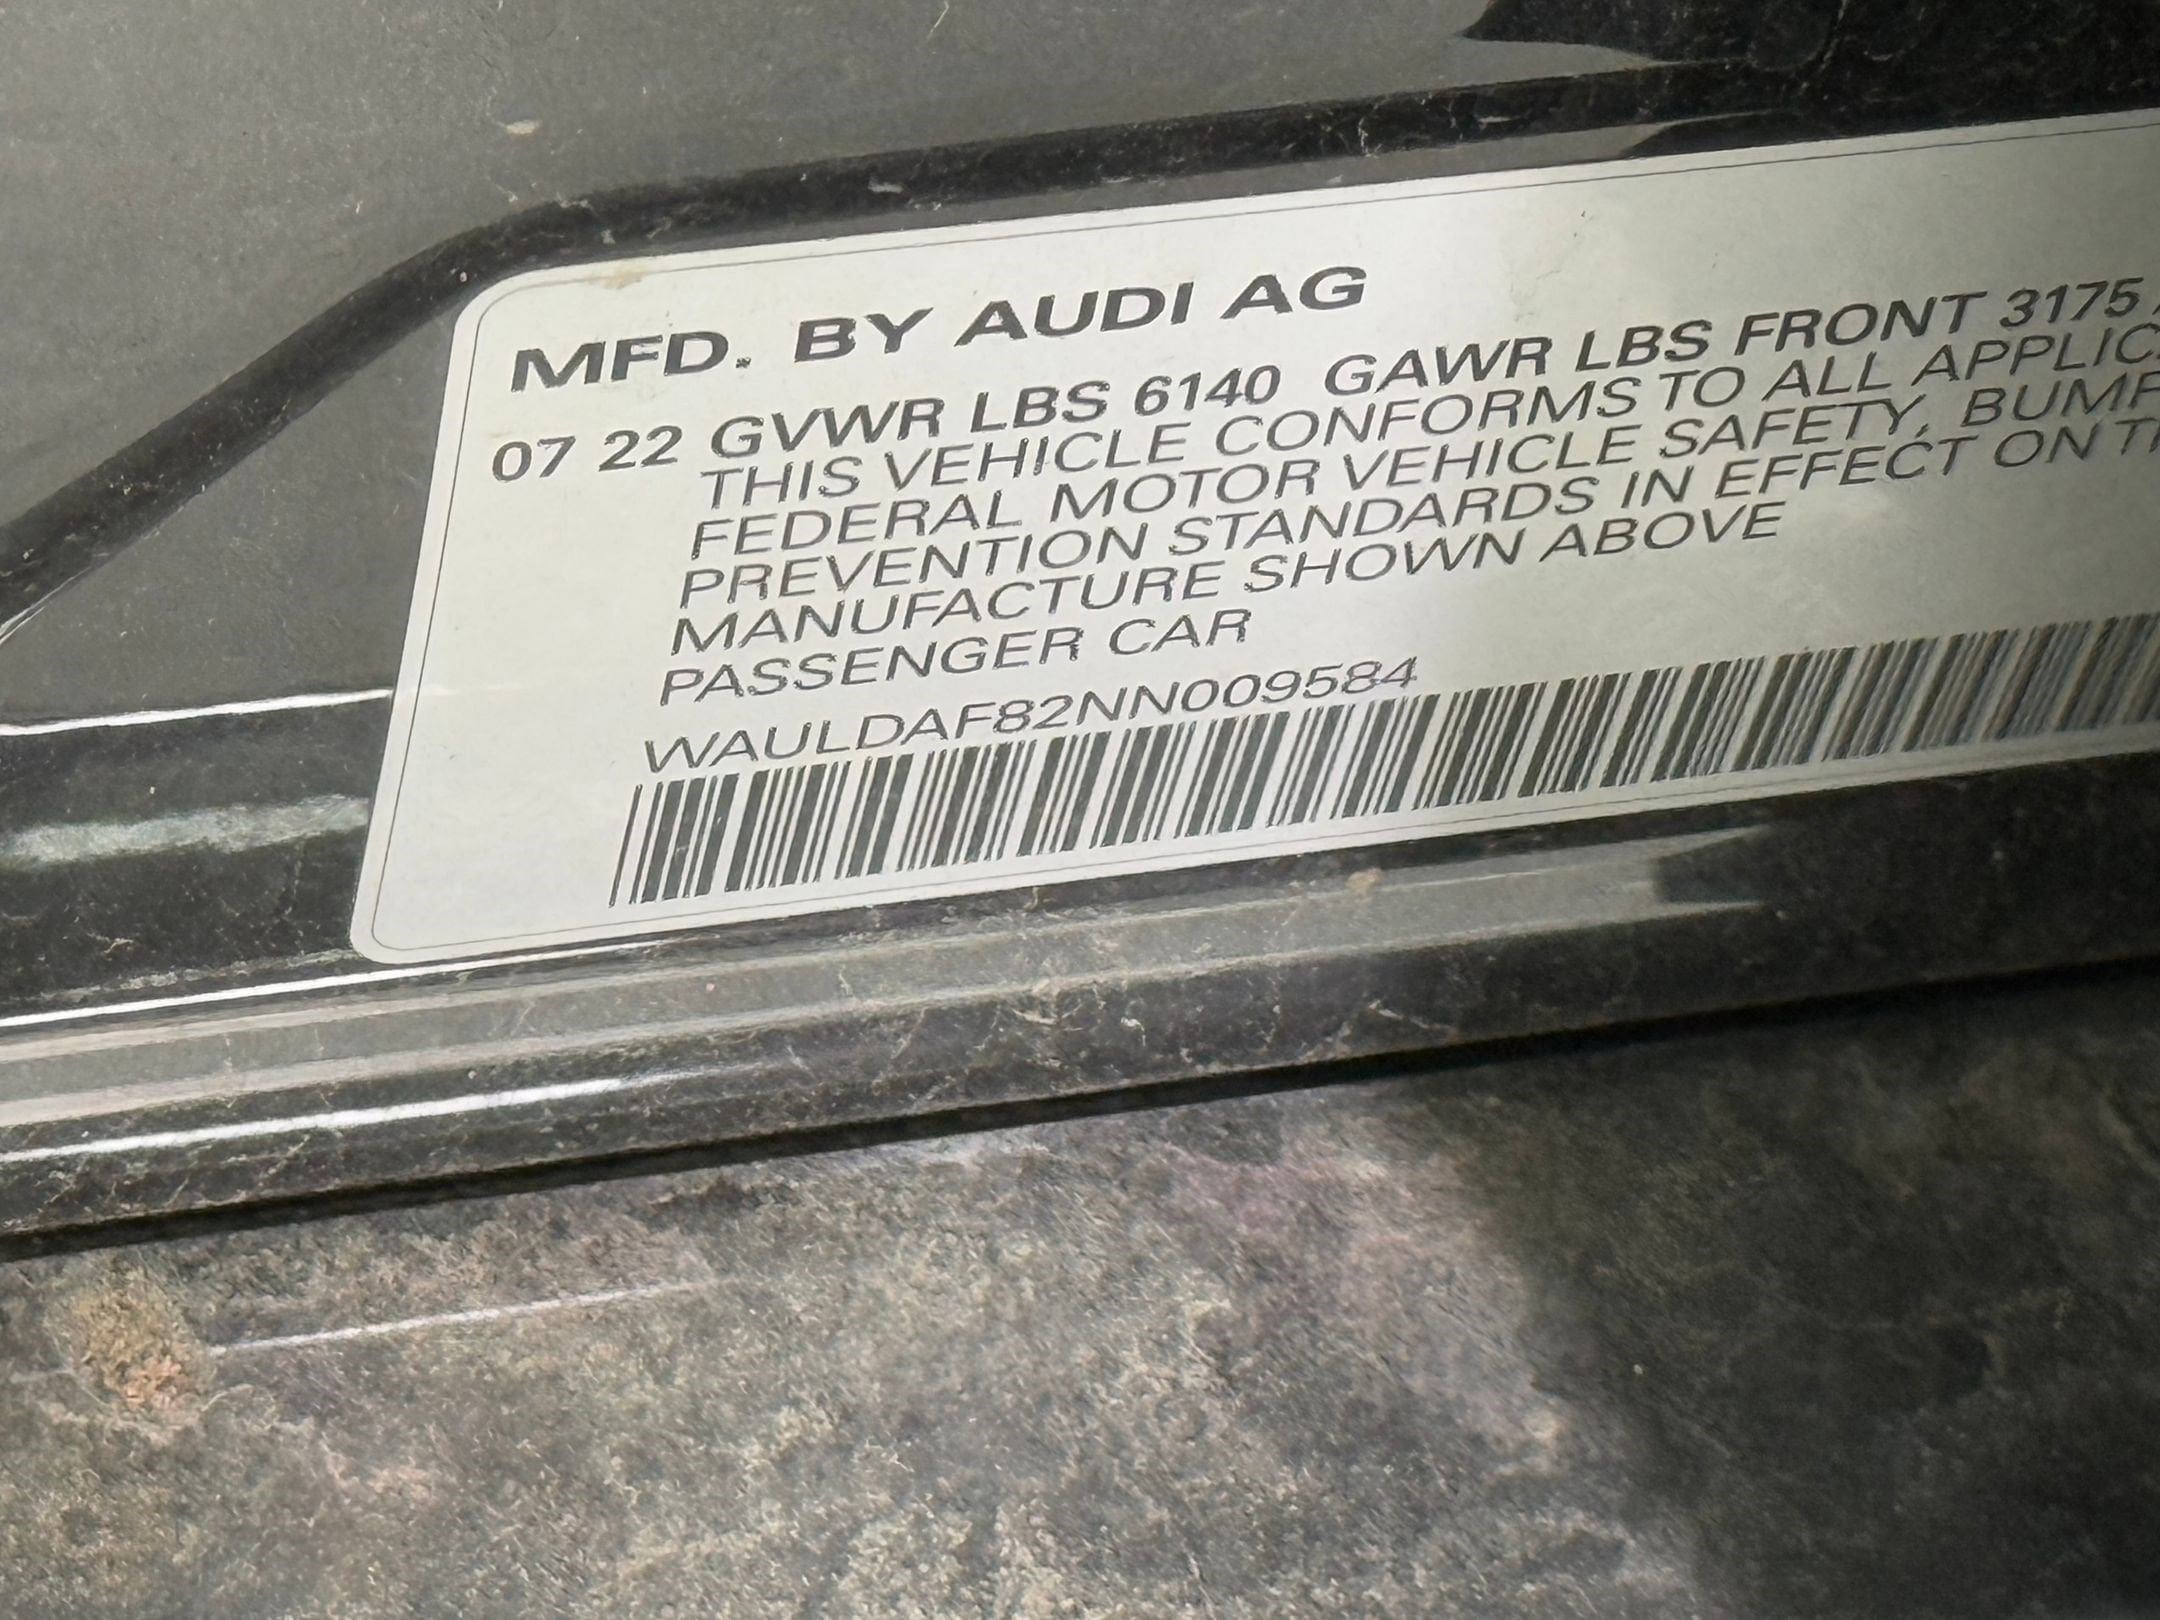 MFD. BY AUDI AG
07 22 GVWR LBS 6140 GAWR LBS FRONT 3175
THIS VEHICLE CONFORMS TO ALL
FEDERAL MOTOR VEHICLE SAFETY,
PREVENTION STANDARDS IN EFFECT ON
MANUFACTURE SHOWN ABOVE
PASSENGER CAR
WAULDAF82NN009584